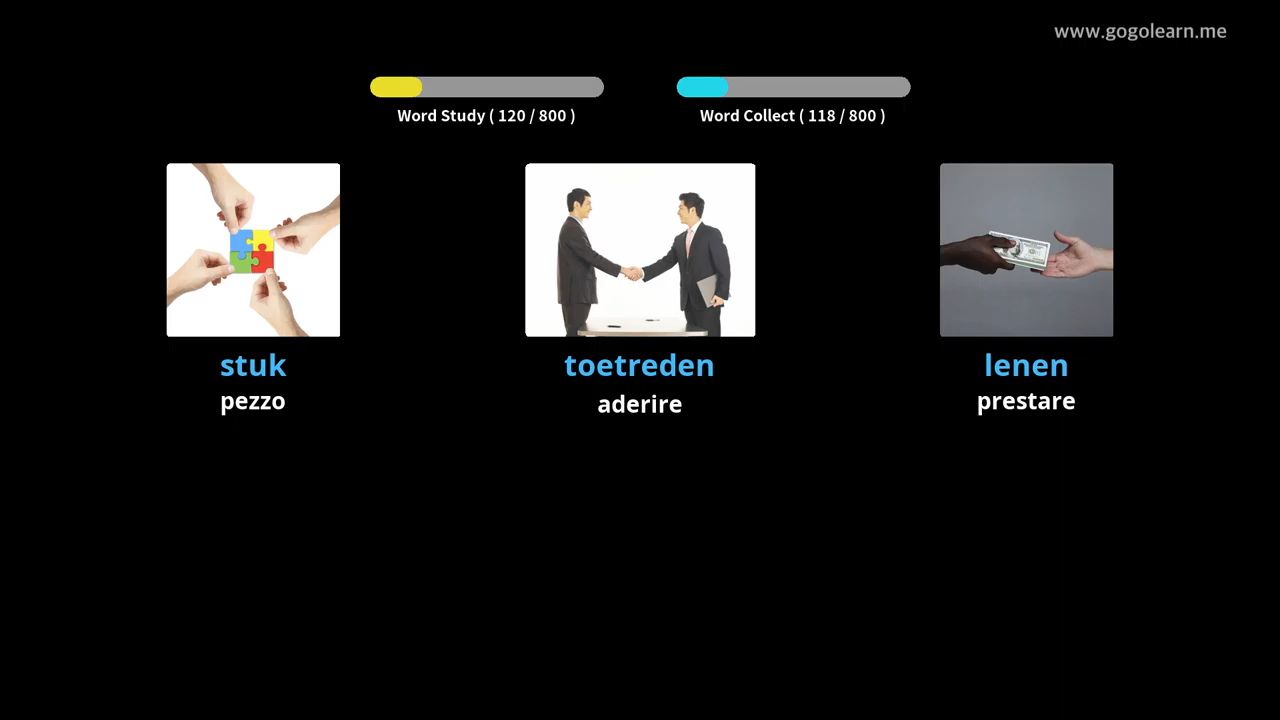 www.gogolearn.me
Word Study ( 120 / 800 )
Word Collect ( 118 / 800 )
stuk
toetreden
lenen
pezzo
aderire
prestare